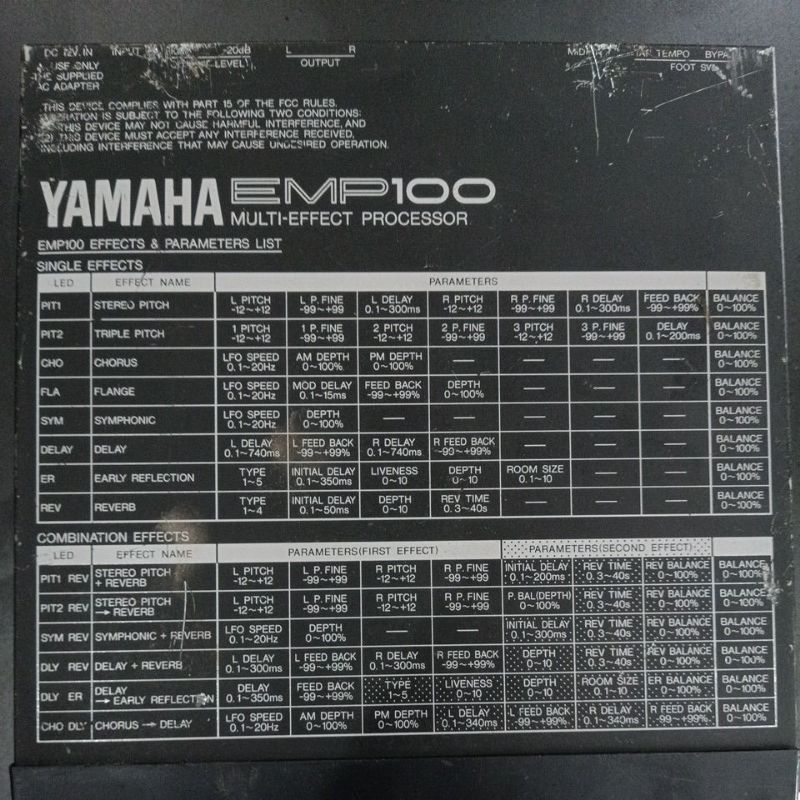 DC 12V. IN INPUT -20dB L R MIDI TEMPO BYPA
USE ONLY LEVEL) OUTPUT FOOT SW
THE SUPPLIED
AC ADAPTER
THIS DEVICE COMPLIES WITH PART 15 OF THE FCC RULES.
OPERATION IS SUBJECT TO THE FOLLOWING TWO CONDITIONS:
THIS DEVICE MAY NOT CAUSE HARMFUL INTERFERENCE, AND
THIS DEVICE MUST ACCEPT ANY INTERFERENCE RECEIVED,
INCLUDING INTERFERENCE THAT MAY CAUSE UNDESIRED OPERATION.
YAMAHA EMP100
MULTI-EFFECT PROCESSOR
EMP100 EFFECTS & PARAMETERS LIST
SINGLE EFFECTS
LED EFFECT NAME PARAMETERS
PIT1 STEREO PITCH L PITCH L P. FINE L DELAY R PITCH R P. FINE R DELAY FEED BACK BALANCE
-12~+12 -99~+99 0.1~300ms -12~+12 -99~+99 0.1~300ms -99~+99% 0~100%
PIT2 TRIPLE PITCH 1 PITCH 1 P. FINE 2 PITCH 2 P. FINE 3 PITCH 3 P. FINE DELAY BALANCE
-12~+12 -99~+99 -12~+12 -99~+99 -12~+12 -99~+99 0.1~200ms 0~100%
CHO CHORUS LFO SPEED AM DEPTH PM DEPTH — — — — BALANCE
0.1~20Hz 0~100% 0~100% 0~100%
FLA FLANGE LFO SPEED MOD DELAY FEED BACK DEPTH — — — BALANCE
0.1~20Hz 0.1~15ms -99~+99% 0~100% 0~100%
SYM SYMPHONIC LFO SPEED DEPTH — — — — — BALANCE
0.1~20Hz 0~100% 0~100%
DELAY DELAY L DELAY L FEED BACK R DELAY R FEED BACK — — — BALANCE
0.1~740ms -99~+99% 0.1~740ms -99~+99% 0~100%
ER EARLY REFLECTION TYPE INITIAL DELAY LIVENESS DEPTH ROOM SIZE — — BALANCE
1~5 0.1~350ms 0~10 0~10 0.1~10 0~100%
REV REVERB TYPE INITIAL DELAY DEPTH REV TIME — — — BALANCE
1~4 0.1~50ms 0~10 0.3~40s 0~100%
COMBINATION EFFECTS
LED EFFECT NAME PARAMETERS(FIRST EFFECT) PARAMETERS(SECOND EFFECT)
PIT1 REV STEREO PITCH L PITCH L P. FINE R PITCH R P. FINE INITIAL DELAY REV TIME REV BALANCE BALANCE
+ REVERB -12~+12 -99~+99 -12~+12 -99~+99 0.1~200ms 0.3~40s 0~100% 0~100%
PIT2 REV STEREO PITCH L PITCH L P. FINE R PITCH R P. FINE P. BAL(DEPTH) REV TIME REV BALANCE BALANCE
→ REVERB -12~+12 -99~+99 -12~+12 -99~+99 0~100% 0.3~40s 0~100% 0~100%
SYM REV SYMPHONIC + REVERB LFO SPEED DEPTH — — INITIAL DELAY REV TIME REV BALANCE BALANCE
0.1~20Hz 0~100% 0.1~300ms 0.3~40s 0~100% 0~100%
DLY REV DELAY + REVERB L DELAY L FEED BACK R DELAY R FEED BACK DEPTH REV TIME REV BALANCE BALANCE
0.1~300ms -99~+99% 0.1~300ms -99~+99% 0~10 0.3~40s 0~100% 0~100%
DLY ER DELAY DELAY FEED BACK TYPE LIVENESS DEPTH ROOM SIZE ER BALANCE BALANCE
→ EARLY REFLECTION 0.1~350ms -99~+99% 1~5 0~10 0~10 0.1~10 0~100% 0~100%
CHO DLY CHORUS → DELAY LFO SPEED AM DEPTH PM DEPTH L DELAY L FEED BACK R DELAY R FEED BACK BALANCE
0.1~20Hz 0~100% 0~100% 0.1~340ms -99~+99% 0.1~340ms -99~+99% 0~100%